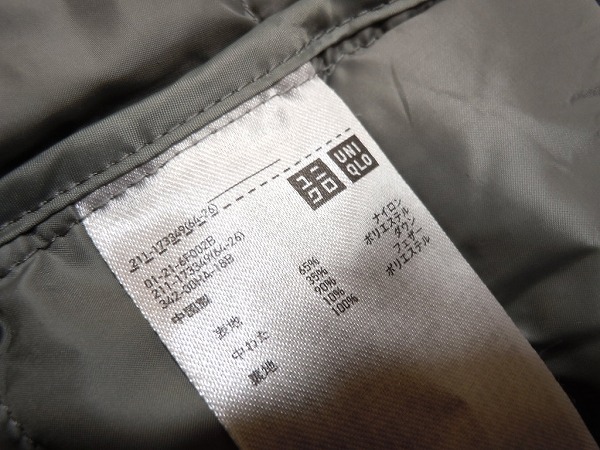 ユニ
クロ
UNI
QLO
211-173349(64-26)
01-21-6F002B
211-173349(64-26)
342-30HA-16B
中国製
表地 65% ナイロン
35% ポリエステル
中わた 90% ダウン
10% フェザー
裏地 100% ポリエステル